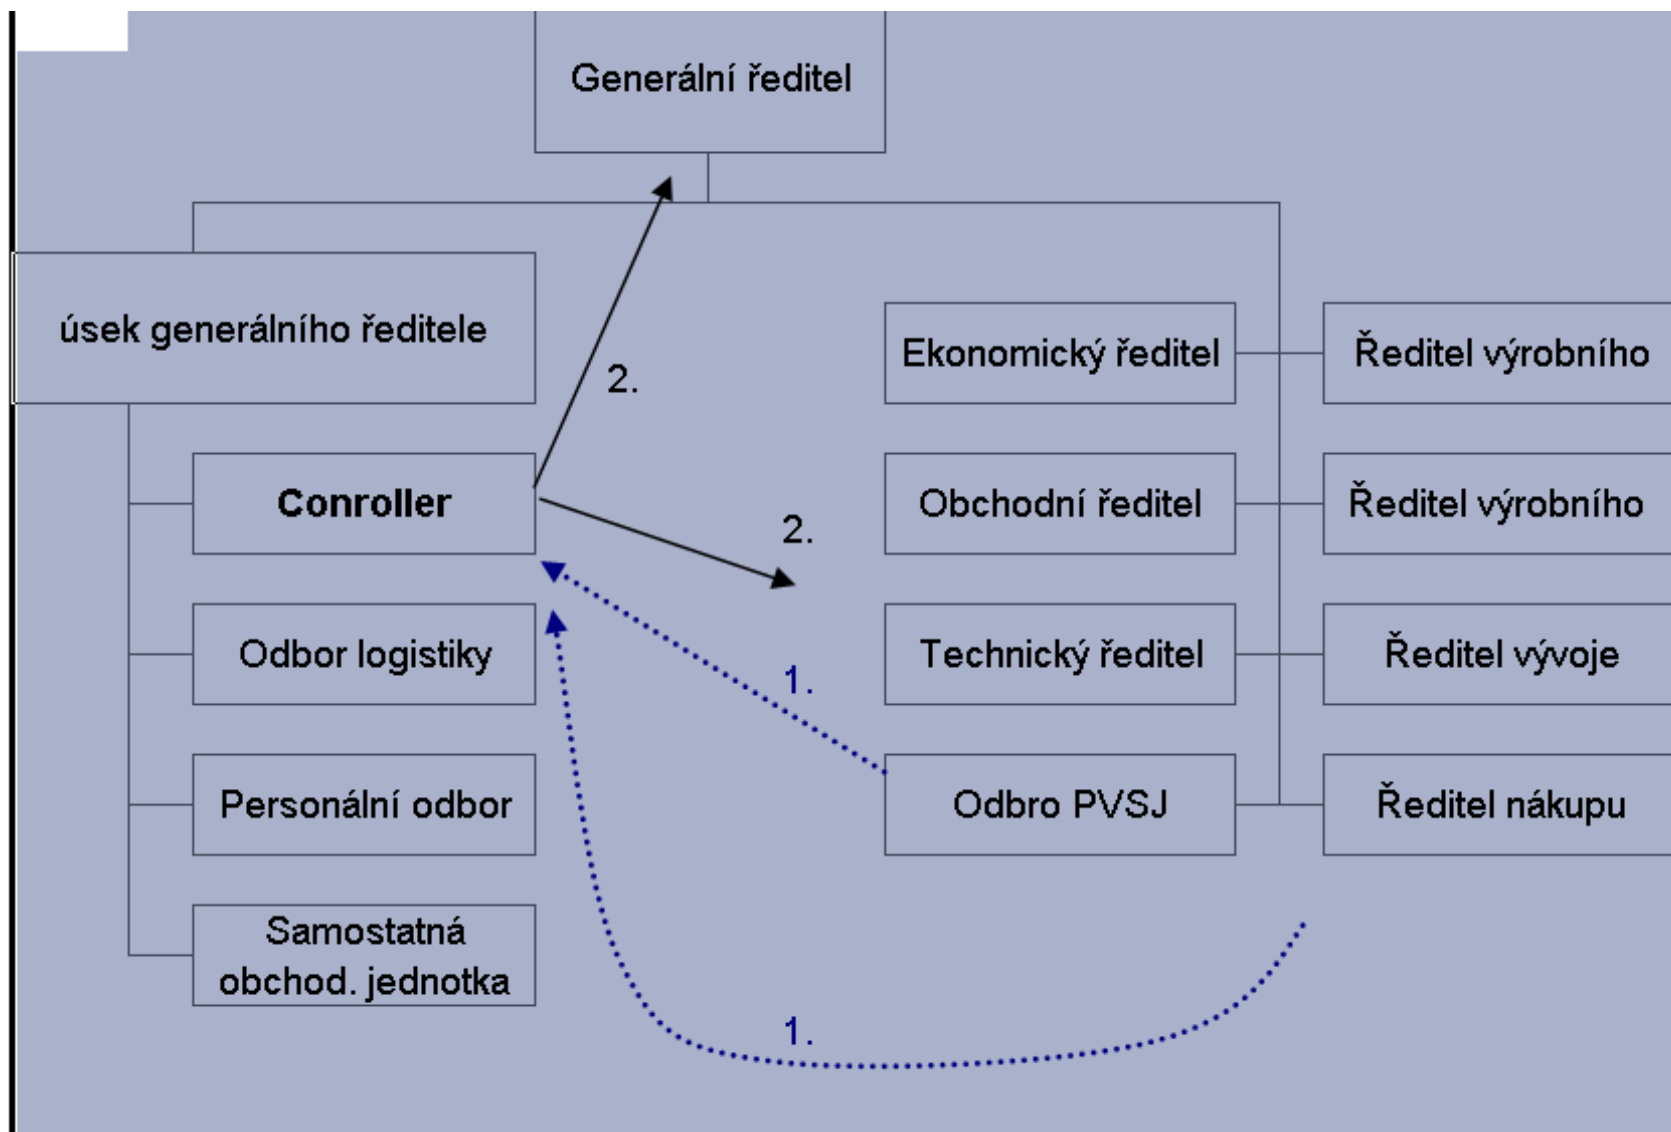 Generální ředitel
úsek generálního ředitele
2.
Ekonomický ředitel
Ředitel výrobního
Conroller
2.
Obchodní ředitel
Ředitel výrobního
Odbor logistiky
1.
Technický ředitel
Ředitel vývoje
Personální odbor
Odbro PVSJ
Ředitel nákupu
Samostatná
obchod. jednotka
1.